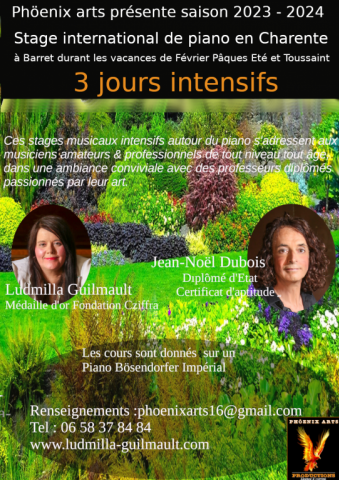 Phöenix arts présente saison 2023 - 2024
Stage international de piano en Charente
à Barret durant les vacances de Février Pâques Eté et Toussaint
3 jours intensifs
Ces stages musicaux intensifs autour du piano s'adressent aux
musiciens amateurs & professionnels de tout niveau tout âge,
dans une ambiance conviviale avec des professeurs diplômés
passionnés par leur art.
Jean-Noël Dubois
Diplômé d'Etat
Certificat d'aptitude
Ludmilla Guilmault
Médaille d'or Fondation Cziffra
Les cours sont donnés sur un
Piano Bösendorfer Impérial
Renseignements :phoenixarts16@gmail.com
Tel : 06 58 37 84 84
www.ludmilla-guilmault.com
PHÖENIX ARTS
PRODUCTIONS